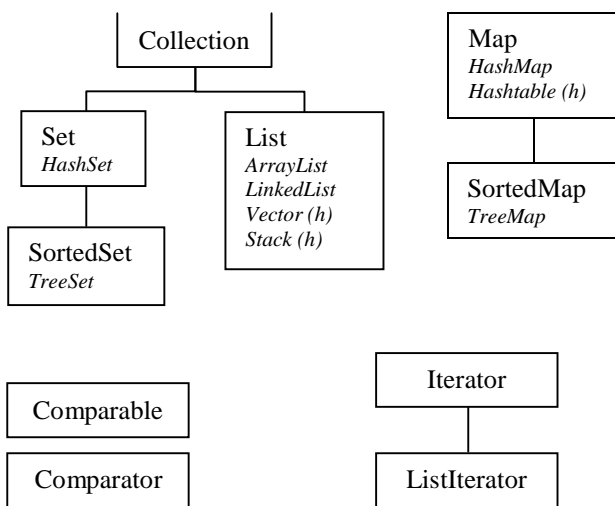 Collection
Map
HashMap
Hashtable (h)
Set
HashSet
List
ArrayList
LinkedList
Vector (h)
Stack (h)
SortedMap
TreeMap
SortedSet
TreeSet
Iterator
Comparable
Comparator
ListIterator